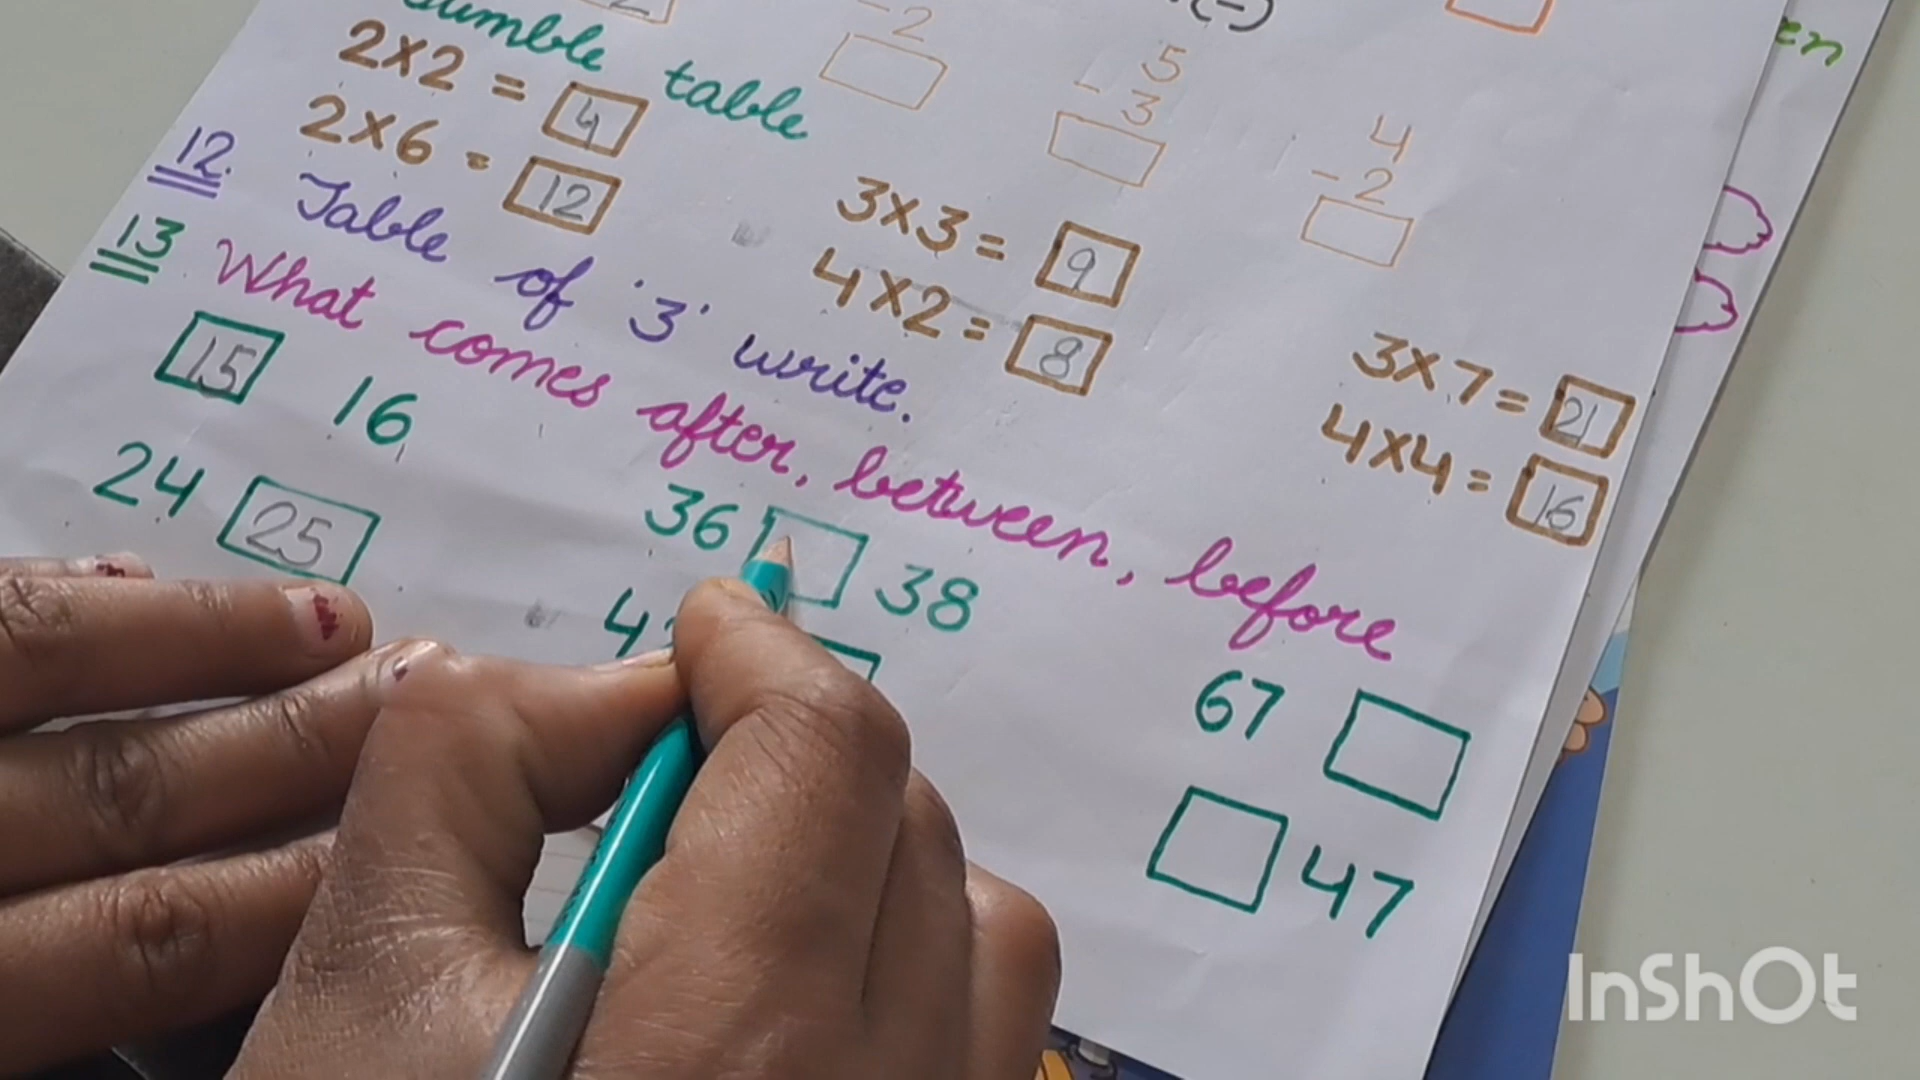 -2
5
- 3
4
- 2
Jumble table
2x2 = 4
3x3 = 9
3x7 = 21
2x6 = 12
4x2 = 8
4x4 = 16
12. Table of '3' write.
13 What comes after, between, before
15 16
36 38
67
24 25
47
InShOt